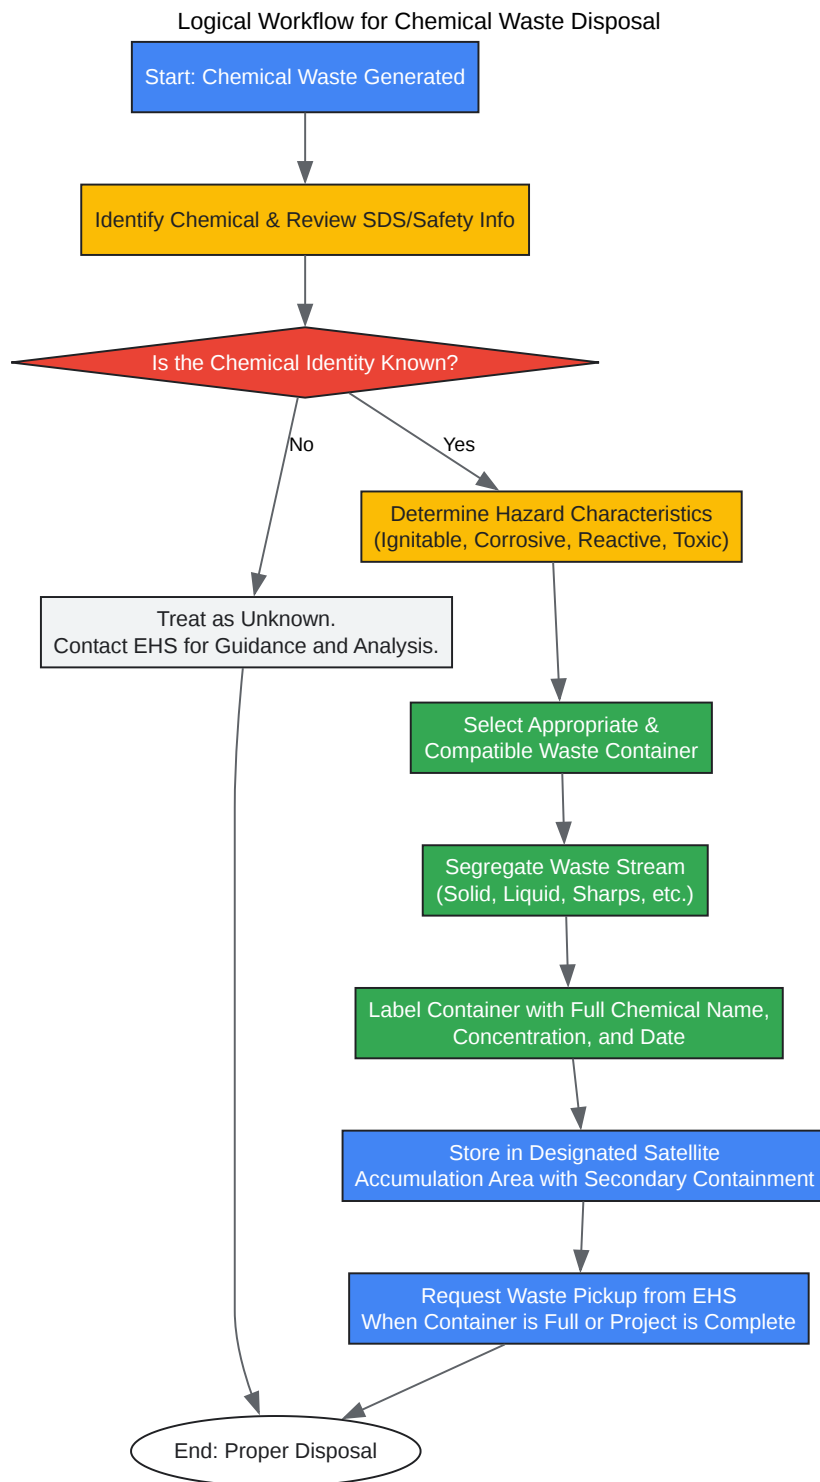 Logical Workflow for Chemical Waste Disposal
Start: Chemical Waste Generated
Identify Chemical & Review SDS/Safety Info
Is the Chemical Identity Known?
No
Yes
Determine Hazard Characteristics
(Ignitable, Corrosive, Reactive, Toxic)
Treat as Unknown.
Contact EHS for Guidance and Analysis.
Select Appropriate &
Compatible Waste Container
Segregate Waste Stream
(Solid, Liquid, Sharps, etc.)
Label Container with Full Chemical Name,
Concentration, and Date
Store in Designated Satellite
Accumulation Area with Secondary Containment
Request Waste Pickup from EHS
When Container is Full or Project is Complete
End: Proper Disposal